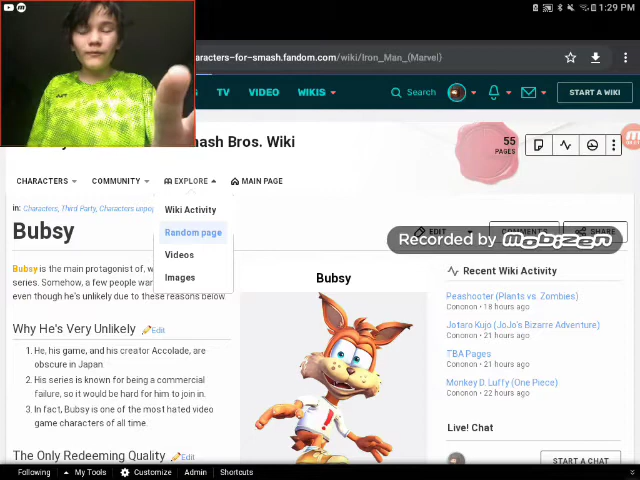 1:29 PM
aracters-for-smash.fandom.com/wiki/Iron_Man_(Marvel)
TV VIDEO WIKIS Search START A WIKI
mash Bros. Wiki
55
PAGES
CHARACTERS COMMUNITY EXPLORE MAIN PAGE
Wiki Activity
Random page
Videos
Images
in: Characters, Third Party, Characters
EDIT COMMENTS SHARE
Recorded by mobizen
Bubsy
Bubsy is the main protagonist of,
series. Somehow, a few people
even though he's unlikely due to these reasons below
Why He's Very Unlikely Edit
1. He, his game, and his creator Accolade, are
obscure in Japan.
2. His series is known for being a commercial
failure, so it would be hard for him to join in.
3. In fact, Bubsy is one of the most hated video
game characters of all time.
The Only Redeeming Quality Edit
Bubsy
Recent Wiki Activity
Peashooter (Plants vs. Zombies)
Cononon • 18 hours ago
Jotaro Kujo (JoJo's Bizarre Adventure)
Cononon • 21 hours ago
TBA Pages
Cononon • 21 hours ago
Monkey D. Luffy (One Piece)
Cononon • 22 hours ago
Live! Chat
START A CHAT
Following My Tools Customize Admin Shortcuts